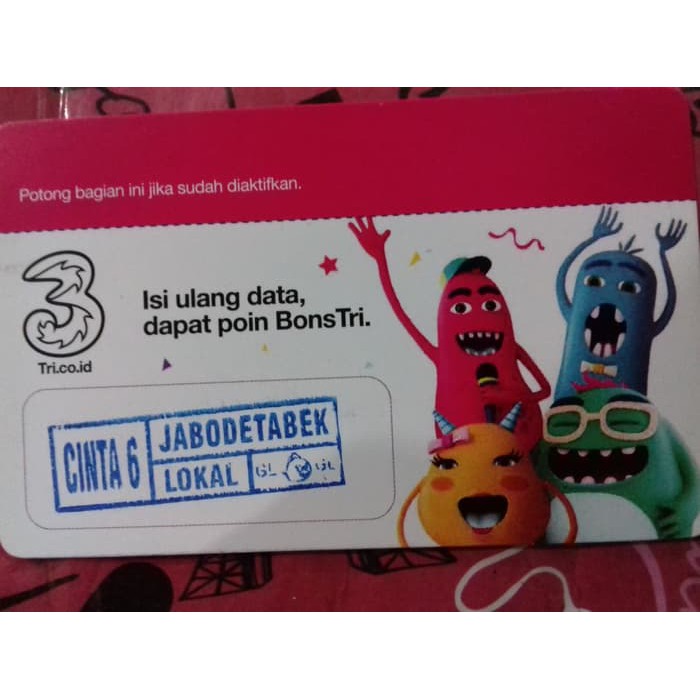 Potong bagian ini jika sudah diaktifkan.
3
Tri.co.id
Isi ulang data,
dapat poin BonsTri.
CINTA 6
JABODETABEK
LOKAL